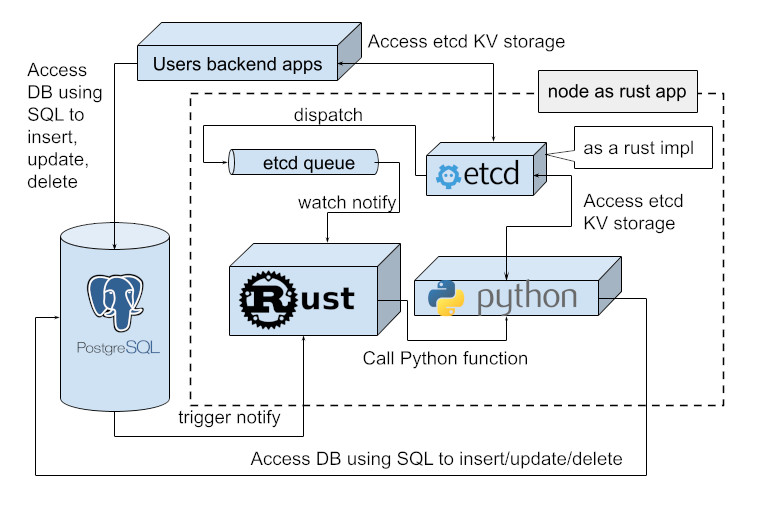 Access etcd KV storage
Users backend apps
Access
DB using
SQL to
insert,
update,
delete
node as rust app
dispatch
as a rust impl
etcd queue
etcd
watch notify
Access etcd
KV storage
Rust
python
PostgreSQL
Call Python function
trigger notify
Access DB using SQL to insert/update/delete